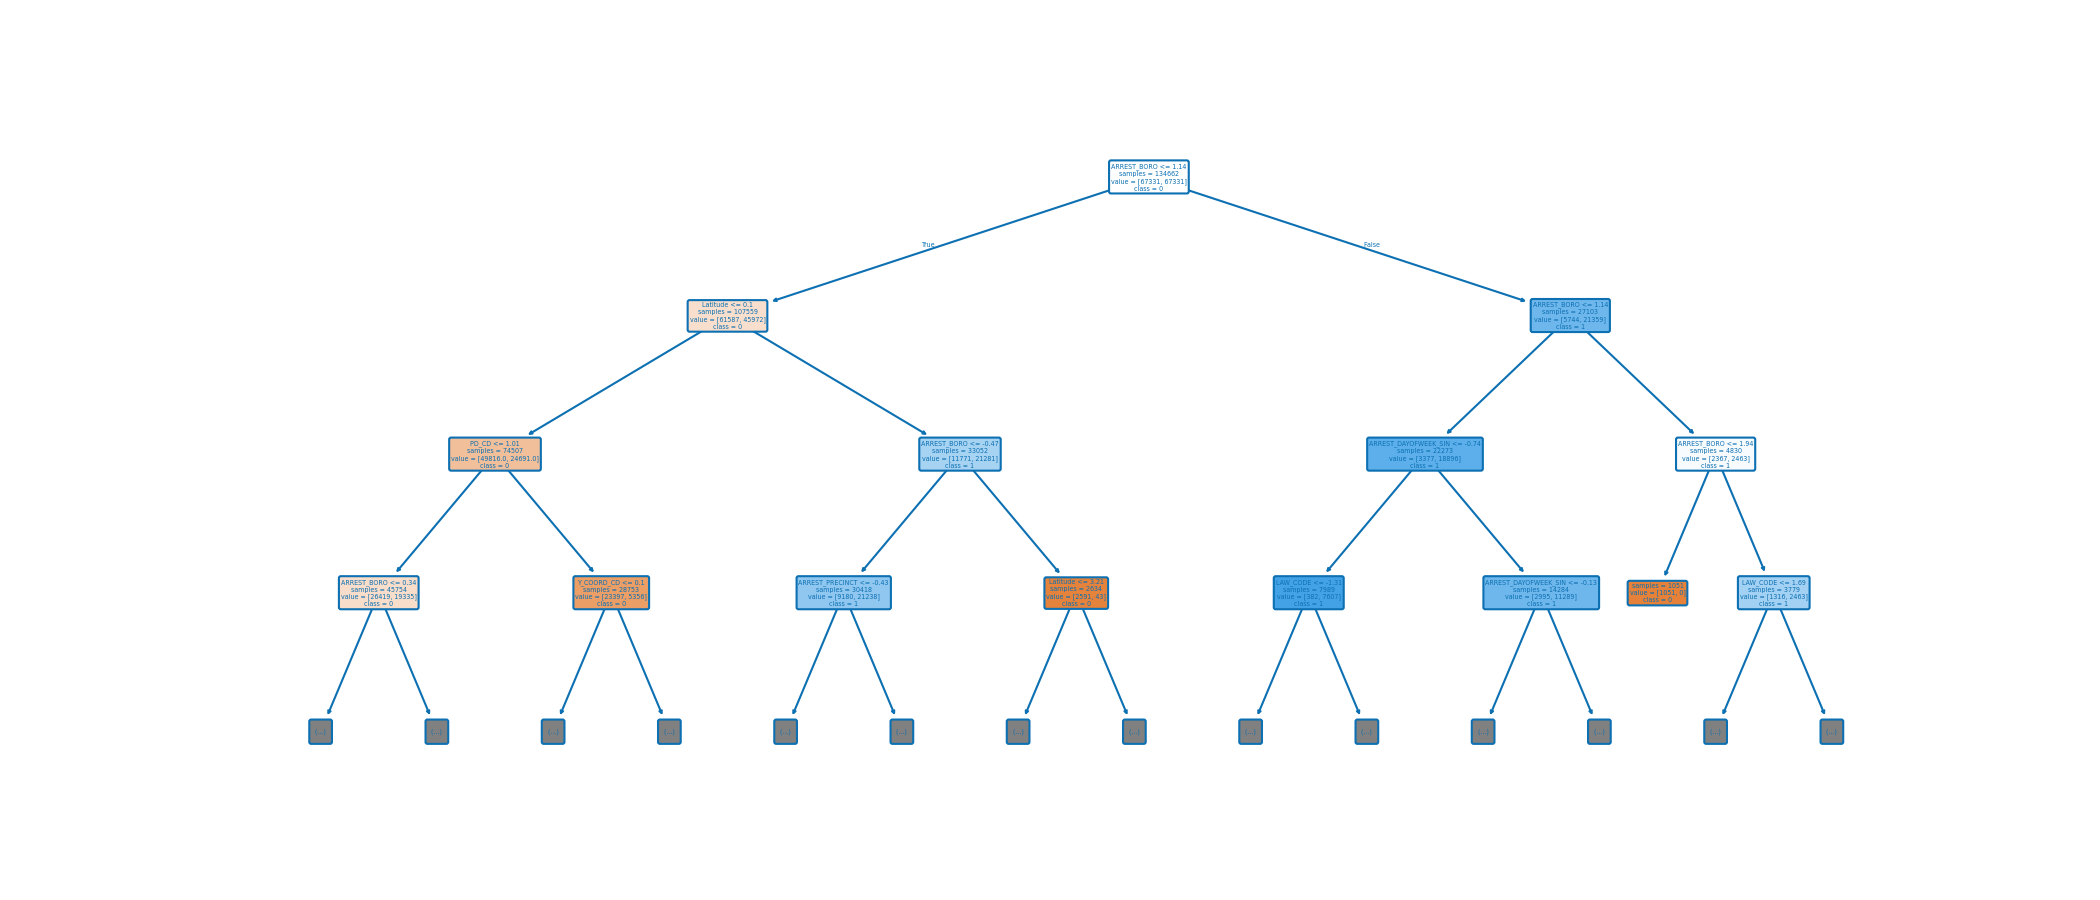 ARREST_BORO <= 1.14
samples = 134662
value = [67331, 67331]
class = 0
True
False
Latitude <= 0.1
samples = 107559
value = [61587, 45972]
class = 0
ARREST_BORO <= 1.14
samples = 27103
value = [5744, 21359]
class = 1
PD_CD <= 1.01
samples = 74507
value = [49816.0, 24691.0]
class = 0
ARREST_BORO <= -0.47
samples = 33052
value = [11771, 21281]
class = 1
ARREST_DAYOFWEEK_SIN <= -0.74
samples = 22273
value = [3377, 18896]
class = 1
ARREST_BORO <= 1.94
samples = 4830
value = [2367, 2463]
class = 1
ARREST_BORO <= 0.34
samples = 45754
value = [26419, 19335]
class = 0
Y_COORD_CD <= 0.1
samples = 28753
value = [23397, 5356]
class = 0
ARREST_PRECINCT <= -0.43
samples = 30418
value = [9180, 21238]
class = 1
Latitude <= 3.21
samples = 2634
value = [2591, 43]
class = 0
LAW_CODE <= -1.31
samples = 7989
value = [382, 7607]
class = 1
ARREST_DAYOFWEEK_SIN <= -0.13
samples = 14284
value = [2995, 11289]
class = 1
samples = 1051
value = [1051, 0]
class = 0
LAW_CODE <= 1.69
samples = 3779
value = [1316, 2463]
class = 1
(...)
(...)
(...)
(...)
(...)
(...)
(...)
(...)
(...)
(...)
(...)
(...)
(...)
(...)